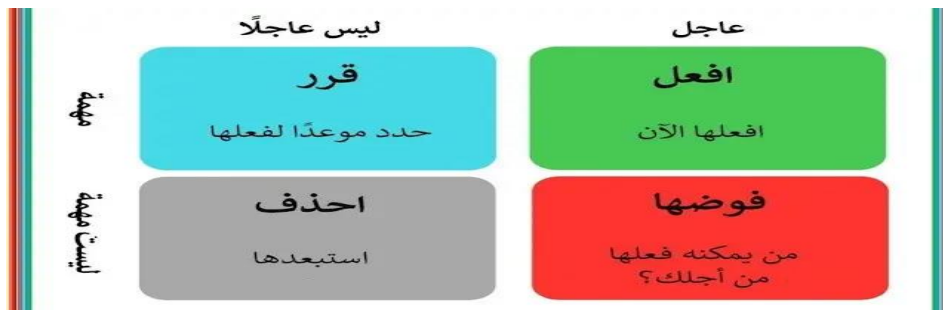 عاجل
ليس عاجلًا
مهمة
افعل
افعلها الآن
قرر
حدد موعدًا لفعلها
ليست مهمة
فوضها
من يمكنه فعلها
من أجلك؟
احذف
استبعدها